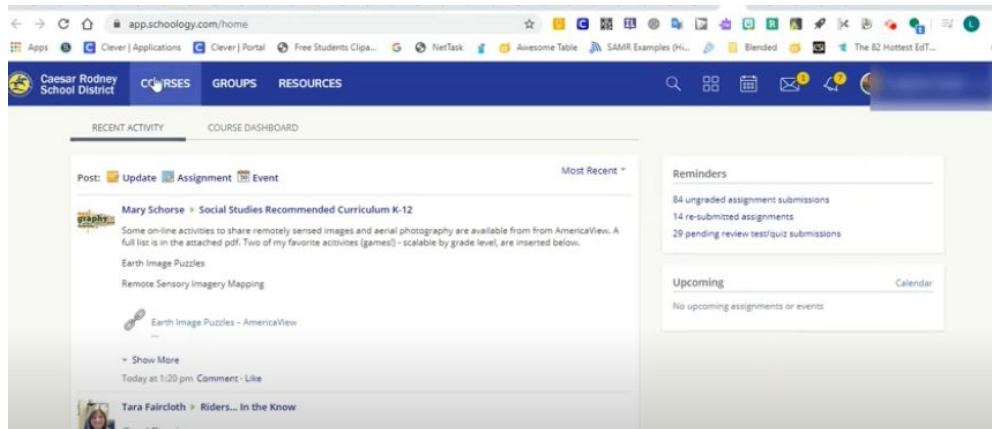 app.schoology.com/home
Apps Clever | Applications Clever | Portal Free Students Clipa... NetTask Awesome Table SAMR Examples (Hi... Blended The 82 Hottest EdT...
Caesar Rodney
School District
COURSES GROUPS RESOURCES
1 7
RECENT ACTIVITY COURSE DASHBOARD
Post: Update Assignment Event Most Recent
Mary Schorse Social Studies Recommended Curriculum K-12
Some on-line activities to share remotely sensed images and aerial photography are available from from AmericaView. A
full list is in the attached pdf. Two of my favorite acitivites (games!) - scalable by grade level, are inserted below.
Earth Image Puzzles
Remote Sensory Imagery Mapping
Earth Image Puzzles - AmericaView
...
Show More
Today at 1:20 pm Comment · Like
Tara Faircloth Riders... In the Know
Reminders
84 ungraded assignment submissions
14 re-submitted assignments
29 pending review test/quiz submissions
Upcoming Calendar
No upcoming assignments or events